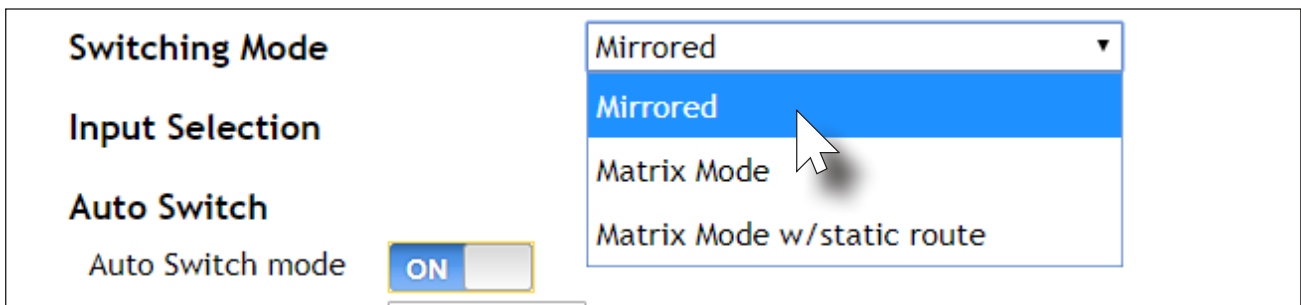 Switching Mode
Mirrored
Mirrored
Input Selection
Matrix Mode
Auto Switch
Matrix Mode w/static route
Auto Switch mode
ON